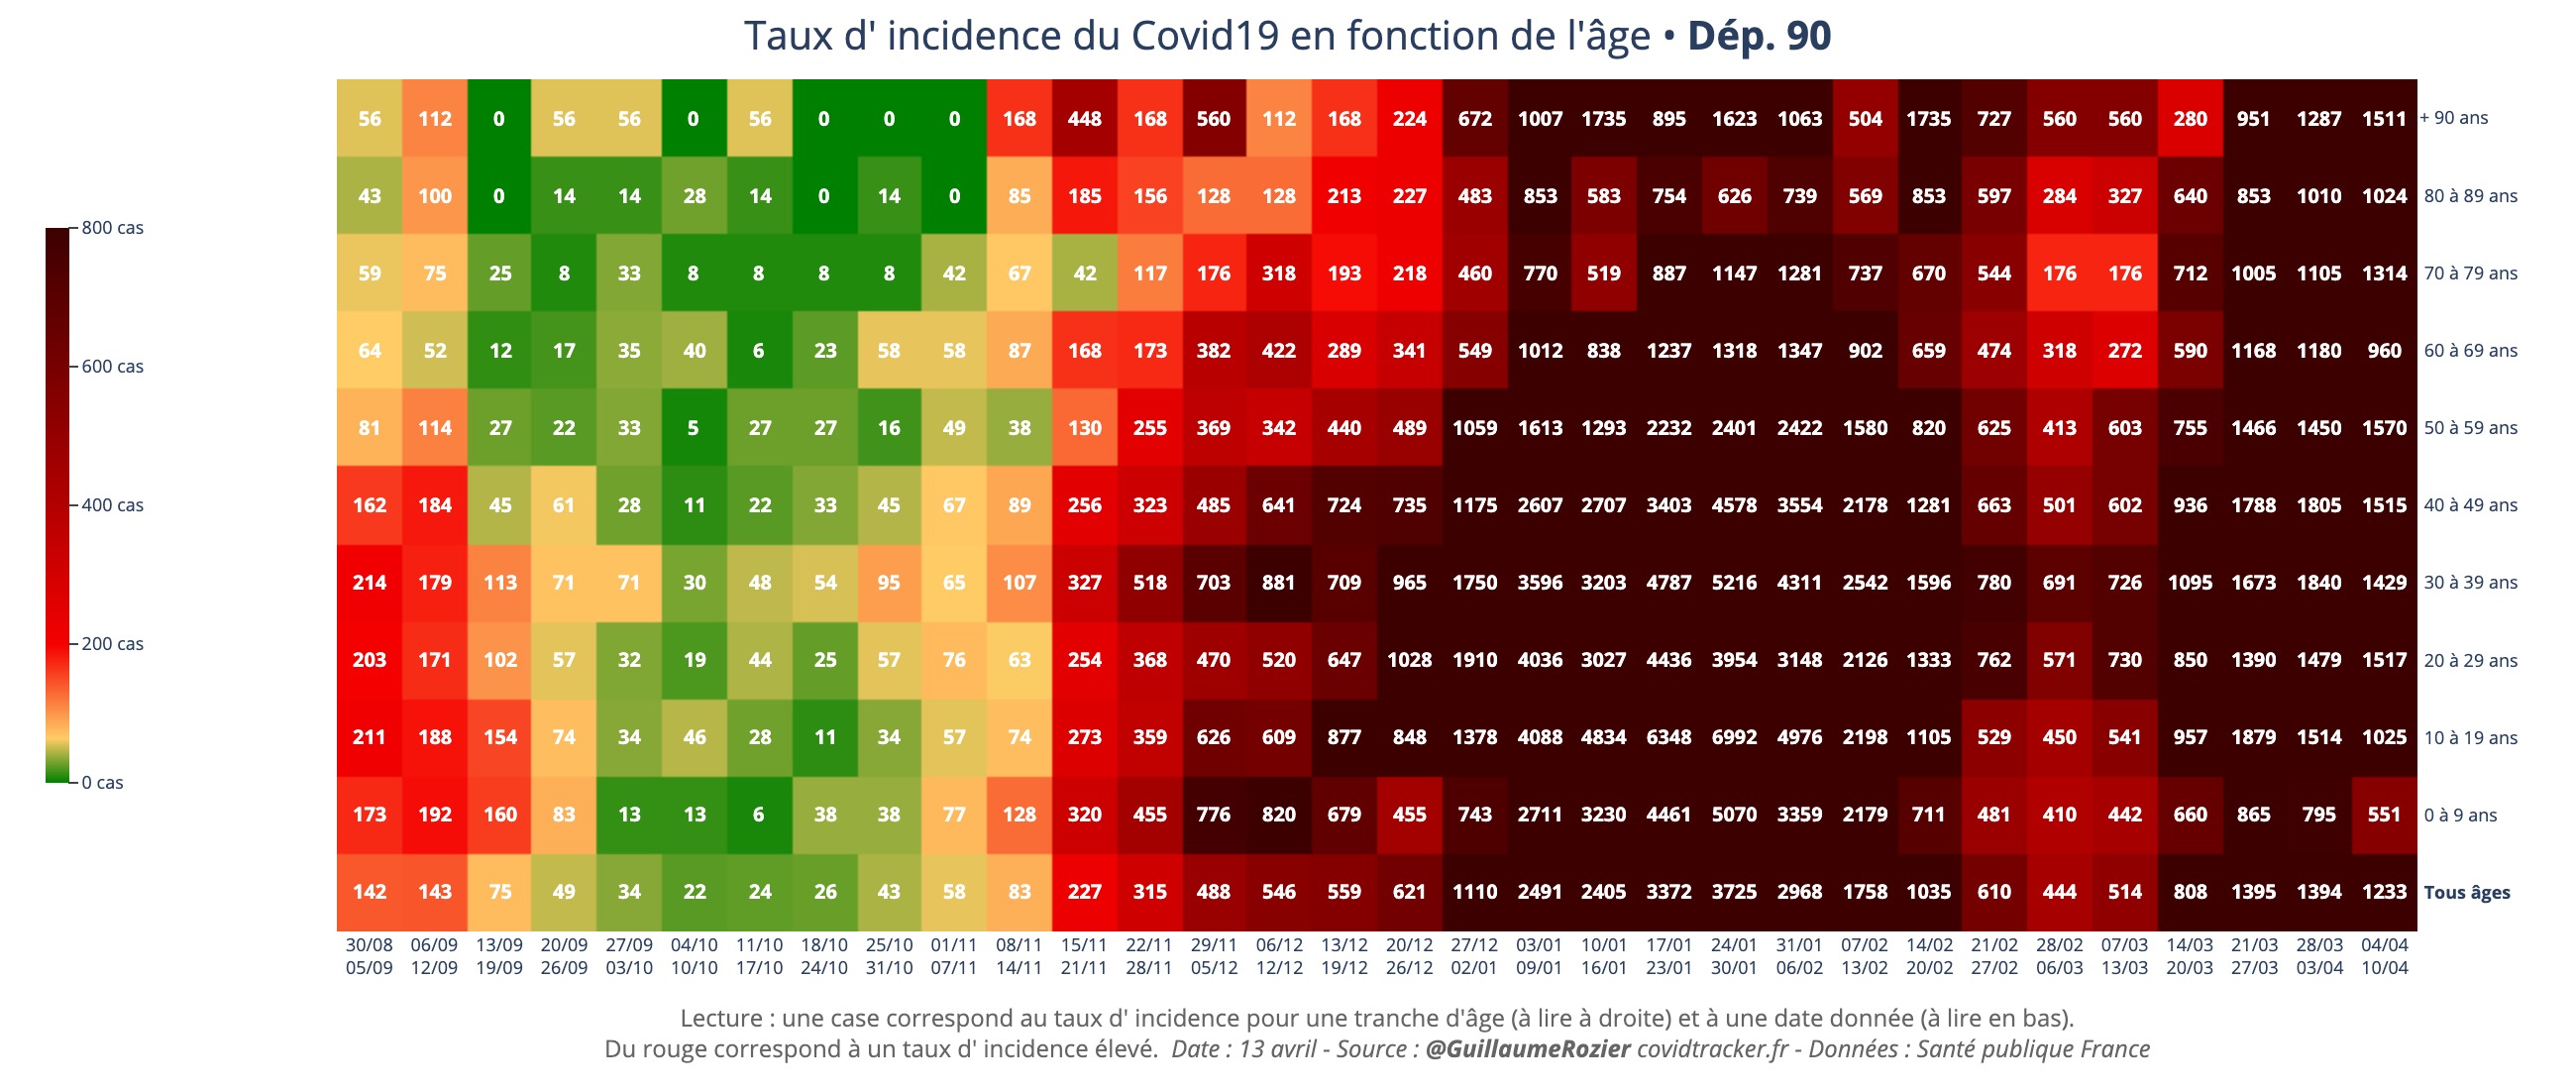 Taux d' incidence du Covid19 en fonction de l'âge • Dép. 90
800 cas
600 cas
400 cas
200 cas
0 cas
56 112 0 56 56 0 56 0 0 0 168 448 168 560 112 168 224 672 1007 1735 895 1623 1063 504 1735 727 560 560 280 951 1287 1511 + 90 ans
43 100 0 14 14 28 14 0 14 0 85 185 156 128 128 213 227 483 853 583 754 626 739 569 853 597 284 327 640 853 1010 1024 80 à 89 ans
59 75 25 8 33 8 8 8 8 42 67 42 117 176 318 193 218 460 770 519 887 1147 1281 737 670 544 176 176 712 1005 1105 1314 70 à 79 ans
64 52 12 17 35 40 6 23 58 58 87 168 173 382 422 289 341 549 1012 838 1237 1318 1347 902 659 474 318 272 590 1168 1180 960 60 à 69 ans
81 114 27 22 33 5 27 27 16 49 38 130 255 369 342 440 489 1059 1613 1293 2232 2401 2422 1580 820 625 413 603 755 1466 1450 1570 50 à 59 ans
162 184 45 61 28 11 22 33 45 67 89 256 323 485 641 724 735 1175 2607 2707 3403 4578 3554 2178 1281 663 501 602 936 1788 1805 1515 40 à 49 ans
214 179 113 71 71 30 48 54 95 65 107 327 518 703 881 709 965 1750 3596 3203 4787 5216 4311 2542 1596 780 691 726 1095 1673 1840 1429 30 à 39 ans
203 171 102 57 32 19 44 25 57 76 63 254 368 470 520 647 1028 1910 4036 3027 4436 3954 3148 2126 1333 762 571 730 850 1390 1479 1517 20 à 29 ans
211 188 154 74 34 46 28 11 34 57 74 273 359 626 609 877 848 1378 4088 4834 6348 6992 4976 2198 1105 529 450 541 957 1879 1514 1025 10 à 19 ans
173 192 160 83 13 13 6 38 38 77 128 320 455 776 820 679 455 743 2711 3230 4461 5070 3359 2179 711 481 410 442 660 865 795 551 0 à 9 ans
142 143 75 49 34 22 24 26 43 58 83 227 315 488 546 559 621 1110 2491 2405 3372 3725 2968 1758 1035 610 444 514 808 1395 1394 1233 Tous âges
30/08 06/09 13/09 20/09 27/09 04/10 11/10 18/10 25/10 01/11 08/11 15/11 22/11 29/11 06/12 13/12 20/12 27/12 03/01 10/01 17/01 24/01 31/01 07/02 14/02 21/02 28/02 07/03 14/03 21/03 28/03 04/04
05/09 12/09 19/09 26/09 03/10 10/10 17/10 24/10 31/10 07/11 14/11 21/11 28/11 05/12 12/12 19/12 26/12 02/01 09/01 16/01 23/01 30/01 06/02 13/02 20/02 27/02 06/03 13/03 20/03 27/03 03/04 10/04
Lecture : une case correspond au taux d' incidence pour une tranche d'âge (à lire à droite) et à une date donnée (à lire en bas).
Du rouge correspond à un taux d' incidence élevé. Date : 13 avril - Source : @GuillaumeRozier covidtracker.fr - Données : Santé publique France